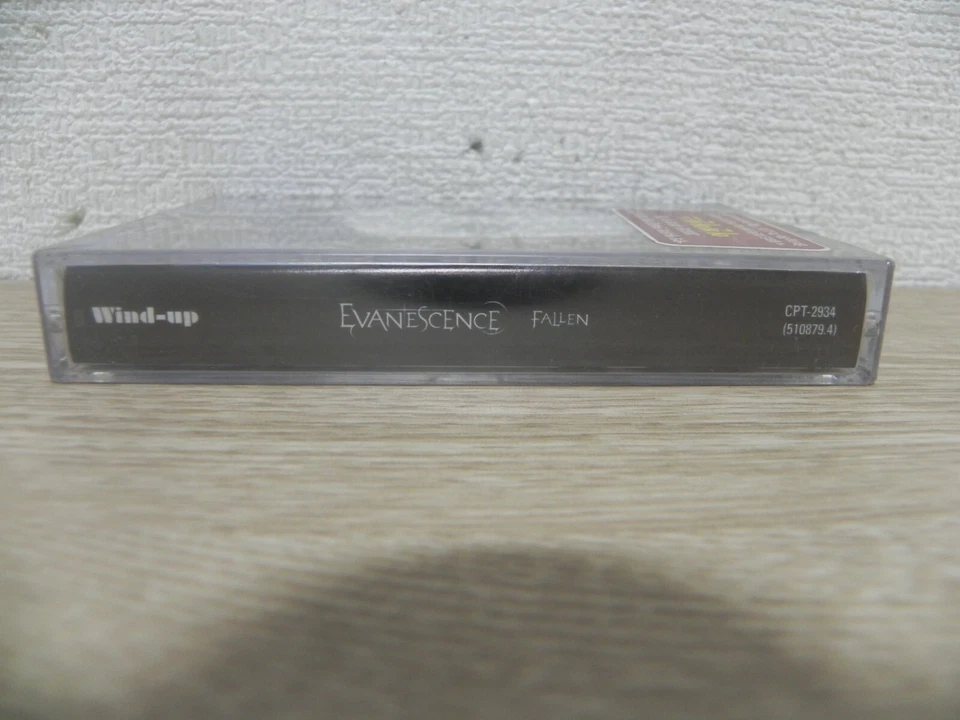 Wind-up
EVANESCENCE FALLEN
CPT-2934
(510879.4)